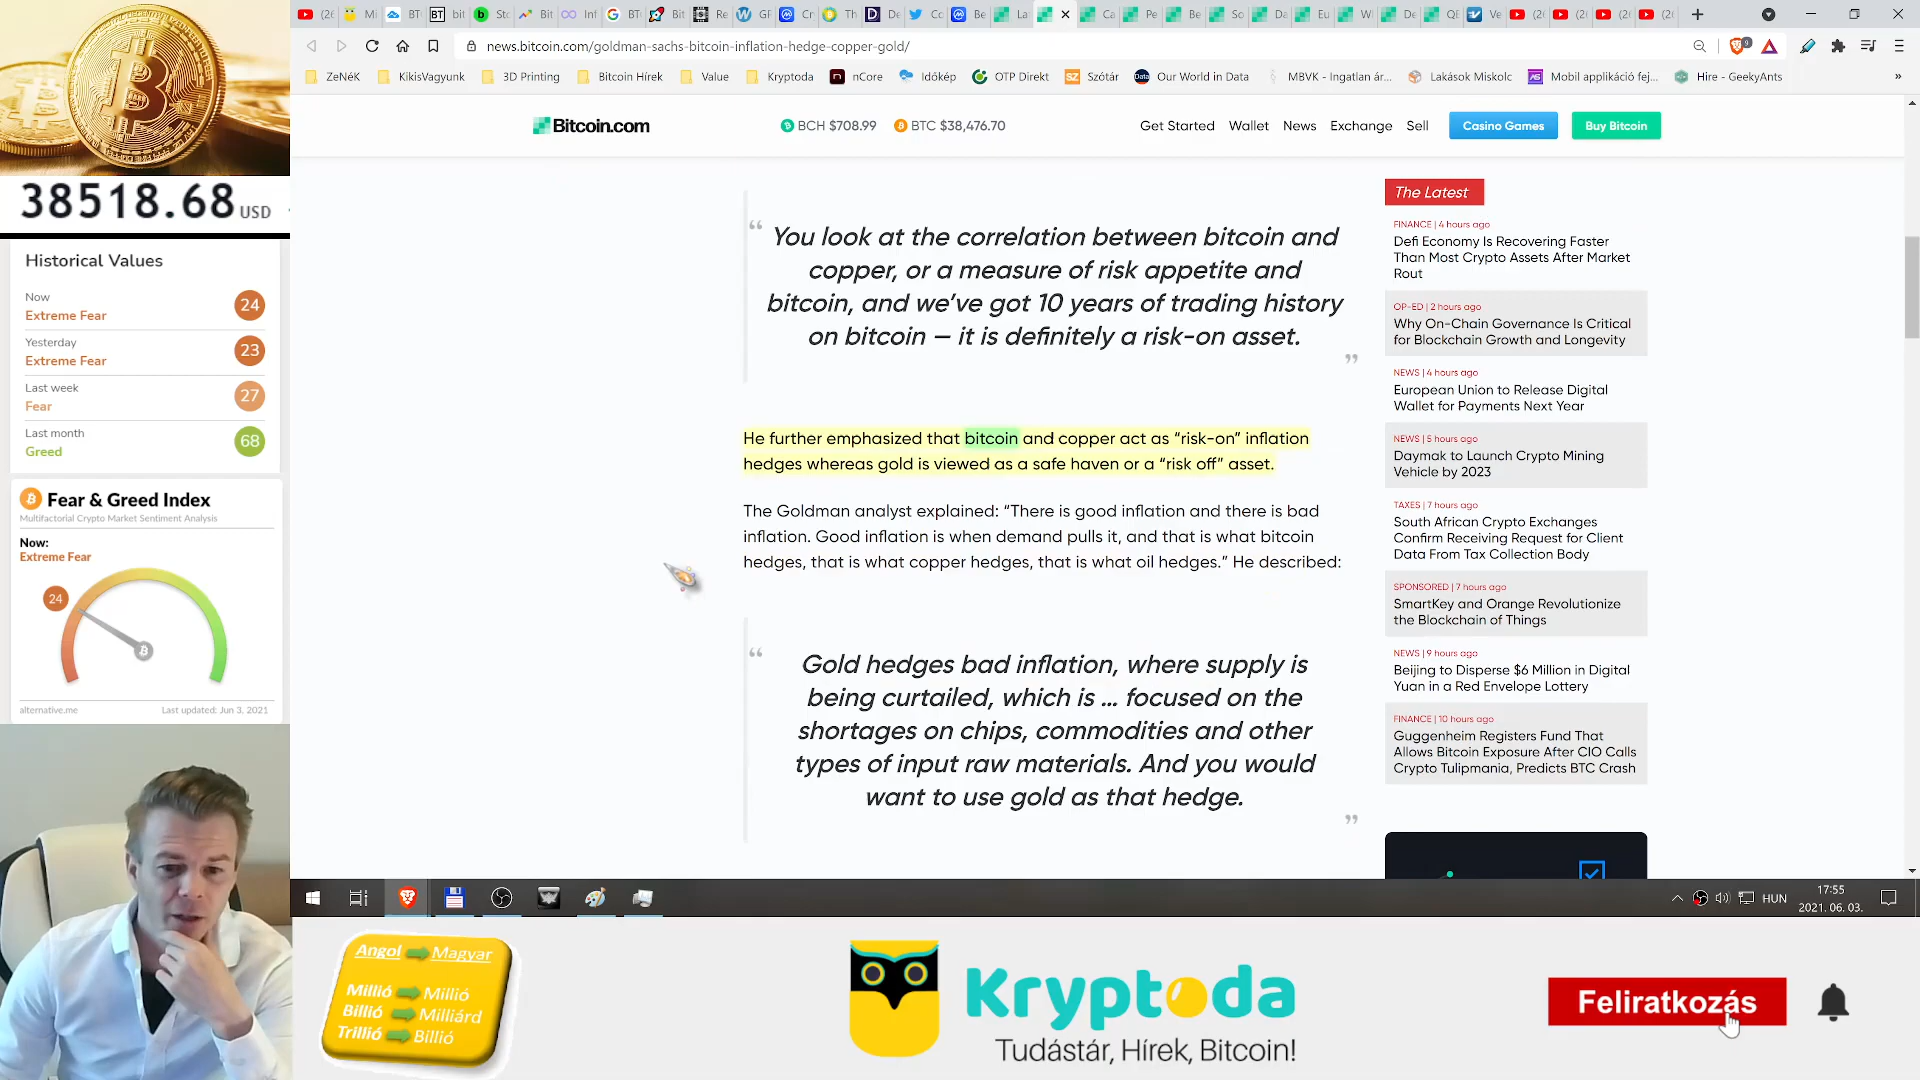 news.bitcoin.com/goldman-sachs-bitcoin-inflation-hedge-copper-gold/
ZeNéK
KikisVagyunk
3D Printing
Bitcoin Hírek
Value
Kryptoda
nCore
Időkép
OTP Direkt
Szótár
Our World in Data
MBVK - Ingatlan ár...
Lakások Miskolc
Mobil applikáció fej...
Hire - GeekyAnts
Bitcoin.com
BCH $708.99
BTC $38,476.70
Get Started
Wallet
News
Exchange
Sell
Casino Games
Buy Bitcoin
38518.68 USD
Historical Values
Now
Extreme Fear
24
Yesterday
Extreme Fear
23
Last week
Fear
27
Last month
Greed
68
Fear & Greed Index
Multifactorial Crypto Market Sentiment Analysis
Now:
Extreme Fear
24
alternative.me
Last updated: Jun 3, 2021
“ You look at the correlation between bitcoin and
copper, or a measure of risk appetite and
bitcoin, and we’ve got 10 years of trading history
on bitcoin — it is definitely a risk-on asset.
”
He further emphasized that bitcoin and copper act as “risk-on” inflation
hedges whereas gold is viewed as a safe haven or a “risk off” asset.
The Goldman analyst explained: “There is good inflation and there is bad
inflation. Good inflation is when demand pulls it, and that is what bitcoin
hedges, that is what copper hedges, that is what oil hedges.” He described:
“ Gold hedges bad inflation, where supply is
being curtailed, which is … focused on the
shortages on chips, commodities and other
types of input raw materials. And you would
want to use gold as that hedge.
”
The Latest
FINANCE | 4 hours ago
Defi Economy Is Recovering Faster
Than Most Crypto Assets After Market
Rout
OP-ED | 2 hours ago
Why On-Chain Governance Is Critical
for Blockchain Growth and Longevity
NEWS | 4 hours ago
European Union to Release Digital
Wallet for Payments Next Year
NEWS | 5 hours ago
Daymak to Launch Crypto Mining
Vehicle by 2023
TAXES | 7 hours ago
South African Crypto Exchanges
Confirm Receiving Request for Client
Data From Tax Collection Body
SPONSORED | 7 hours ago
SmartKey and Orange Revolutionize
the Blockchain of Things
NEWS | 9 hours ago
Beijing to Disperse $6 Million in Digital
Yuan in a Red Envelope Lottery
FINANCE | 10 hours ago
Guggenheim Registers Fund That
Allows Bitcoin Exposure After CIO Calls
Crypto Tulipmania, Predicts BTC Crash
HUN
17:55
2021. 06. 03.
Angol Magyar
Millió Millió
Billió Milliárd
Trillió Billió
Kryptoda
Tudástár, Hírek, Bitcoin!
Feliratkozás